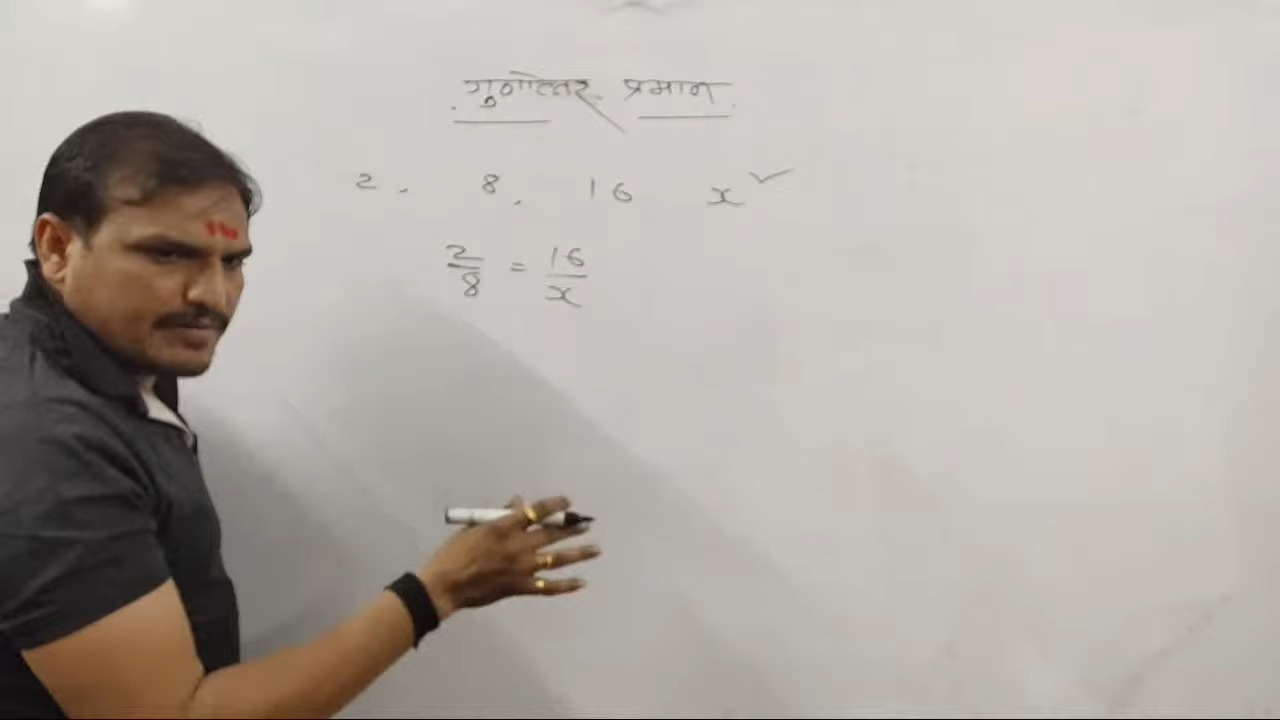 गुनोत्तर प्रमान
2, 8, 16 x ✓
2/8 = 16/x